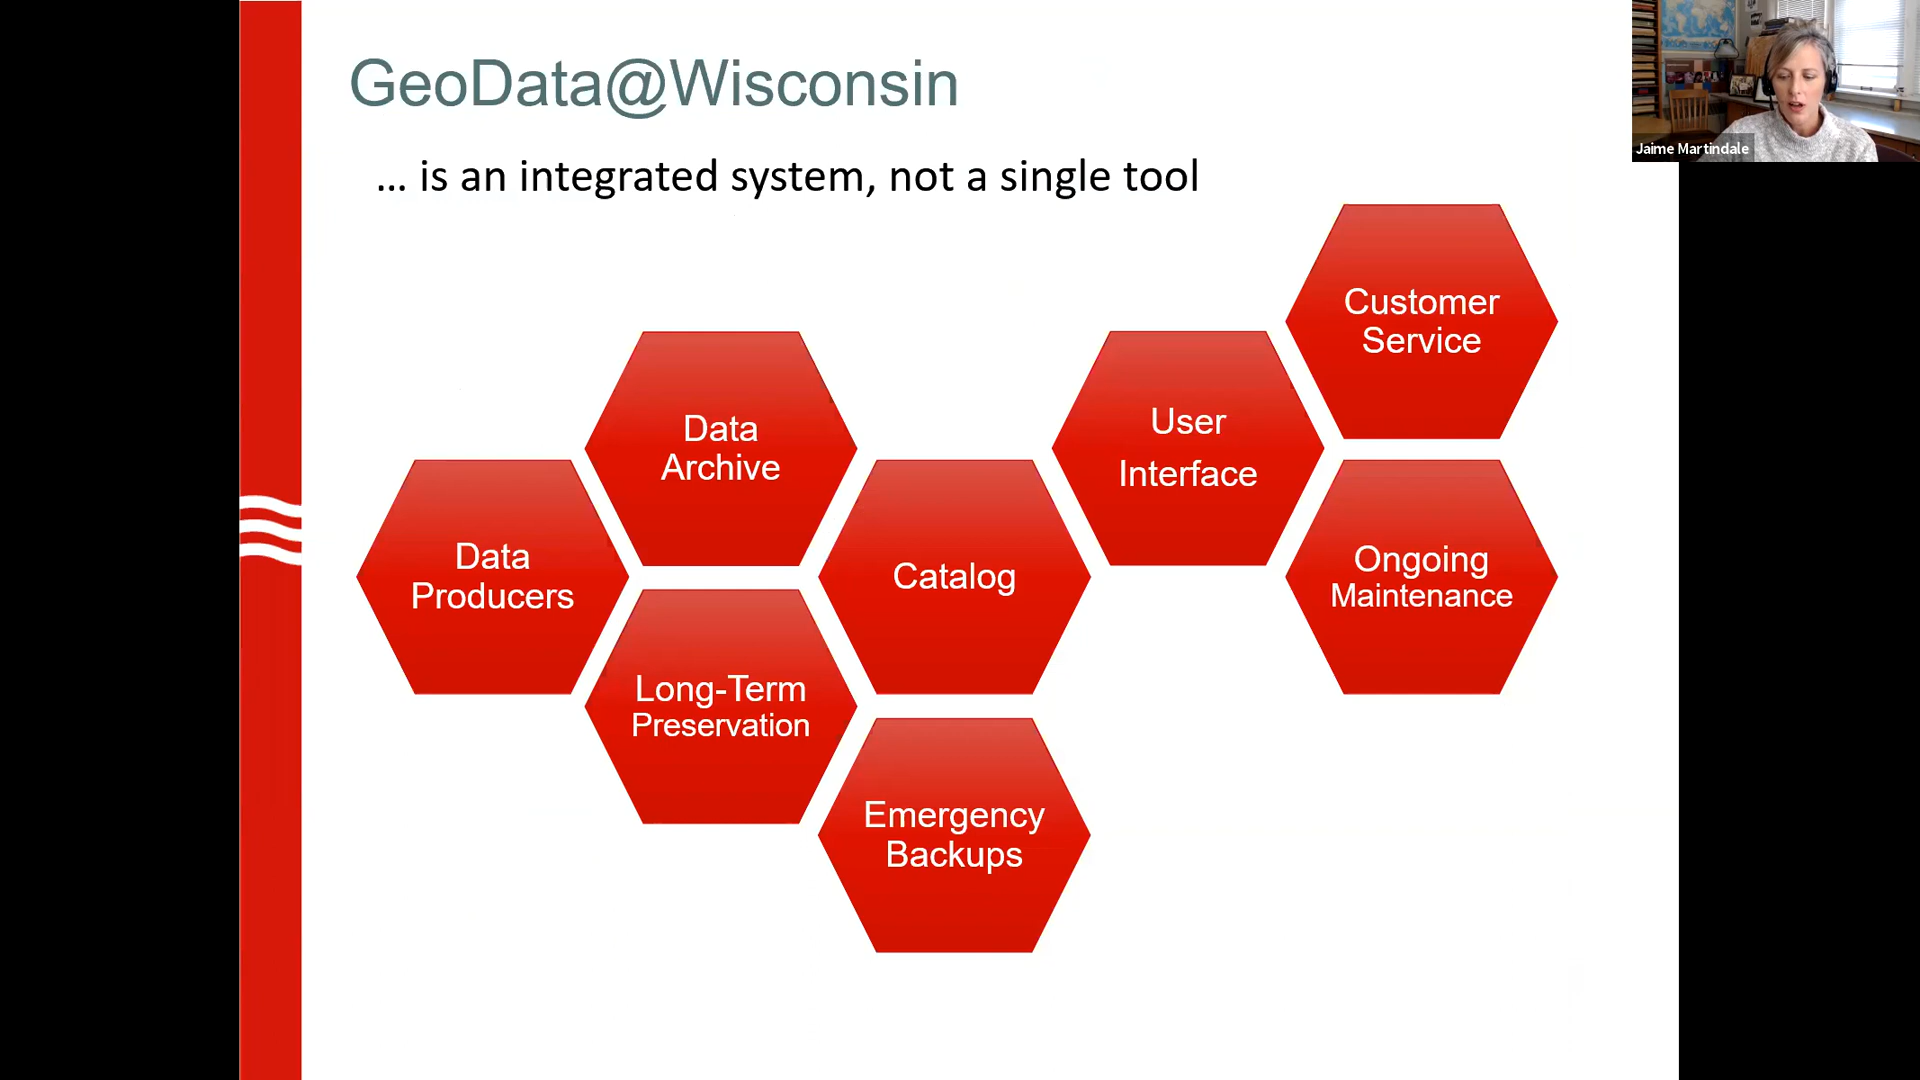 GeoData@Wisconsin
... is an integrated system, not a single tool
Jaime Martindale
Customer
Service
Data
Archive
User
Interface
Data
Producers
Catalog
Ongoing
Maintenance
Long-Term
Preservation
Emergency
Backups